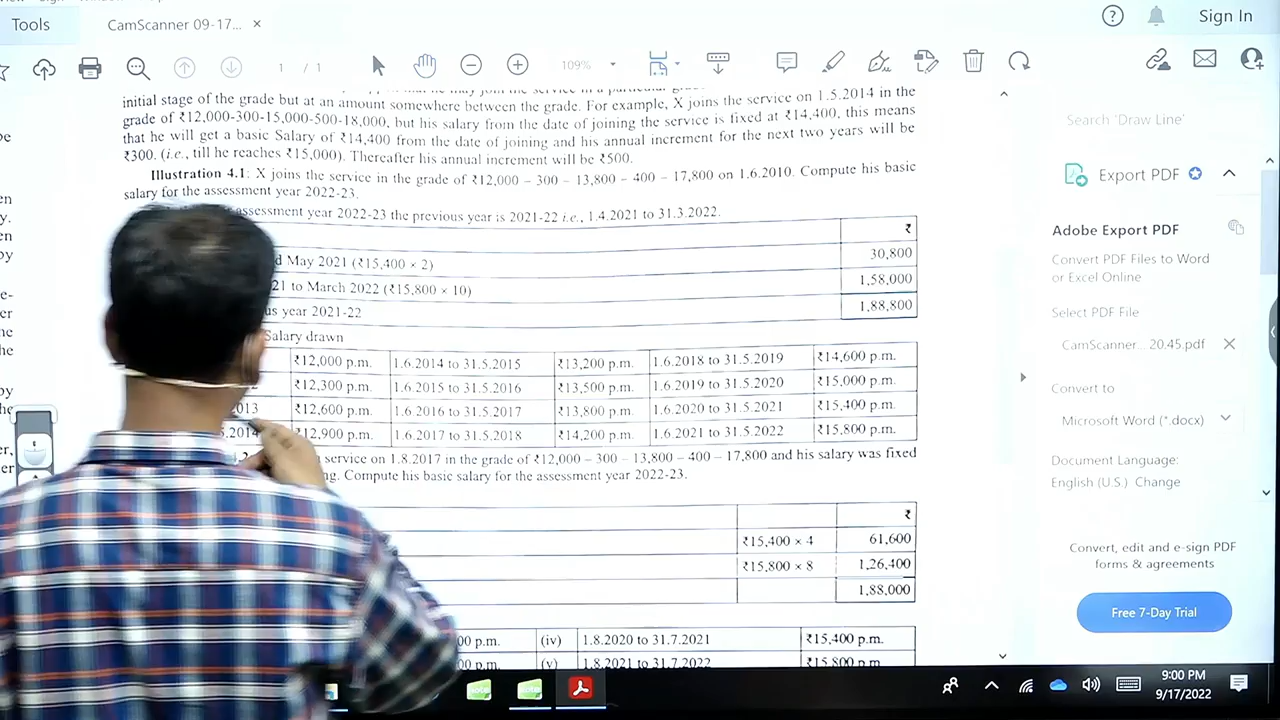 Tools
CamScanner 09-17...
Sign In
1 / 1
109%
initial stage of the grade but at an amount somewhere between the grade. For example, X joins the service on 1.5.2014 in the
grade of ₹12,000-300-15,000-500-18,000, but his salary from the date of joining the service is fixed at ₹14,400, this means
that he will get a basic Salary of ₹14,400 from the date of joining and his annual increment for the next two years will be
₹300. (i.e., till he reaches ₹15,000). Thereafter his annual increment will be ₹500.
Illustration 4.1: X joins the service in the grade of ₹12,000 – 300 – 13,800 – 400 – 17,800 on 1.6.2010. Compute his basic
salary for the assessment year 2022-23.
assessment year 2022-23 the previous year is 2021-22 i.e., 1.4.2021 to 31.3.2022.
₹
d May 2021 (₹15,400 × 2) 30,800
21 to March 2022 (₹15,800 × 10) 1,58,000
us year 2021-22 1,88,800
Salary drawn
₹12,000 p.m. 1.6.2014 to 31.5.2015 ₹13,200 p.m. 1.6.2018 to 31.5.2019 ₹14,600 p.m.
₹12,300 p.m. 1.6.2015 to 31.5.2016 ₹13,500 p.m. 1.6.2019 to 31.5.2020 ₹15,000 p.m.
2013 ₹12,600 p.m. 1.6.2016 to 31.5.2017 ₹13,800 p.m. 1.6.2020 to 31.5.2021 ₹15,400 p.m.
5.2014 ₹12,900 p.m. 1.6.2017 to 31.5.2018 ₹14,200 p.m. 1.6.2021 to 31.5.2022 ₹15,800 p.m.
service on 1.8.2017 in the grade of ₹12,000 – 300 – 13,800 – 400 – 17,800 and his salary was fixed
ng. Compute his basic salary for the assessment year 2022-23.
₹
₹15,400 × 4 61,600
₹15,800 × 8 1,26,400
1,88,000
00 p.m. (iv) 1.8.2020 to 31.7.2021 ₹15,400 p.m.
00 p.m. (v) 1.8.2021 to 31.7.2022 ₹15,800 p.m
Search 'Draw Line'
Export PDF
Adobe Export PDF
Convert PDF Files to Word
or Excel Online
Select PDF File
CamScanner... 20.45.pdf
Convert to
Microsoft Word (*.docx)
Document Language:
English (U.S.) Change
Convert, edit and e-sign PDF
forms & agreements
Free 7-Day Trial
9:00 PM
9/17/2022